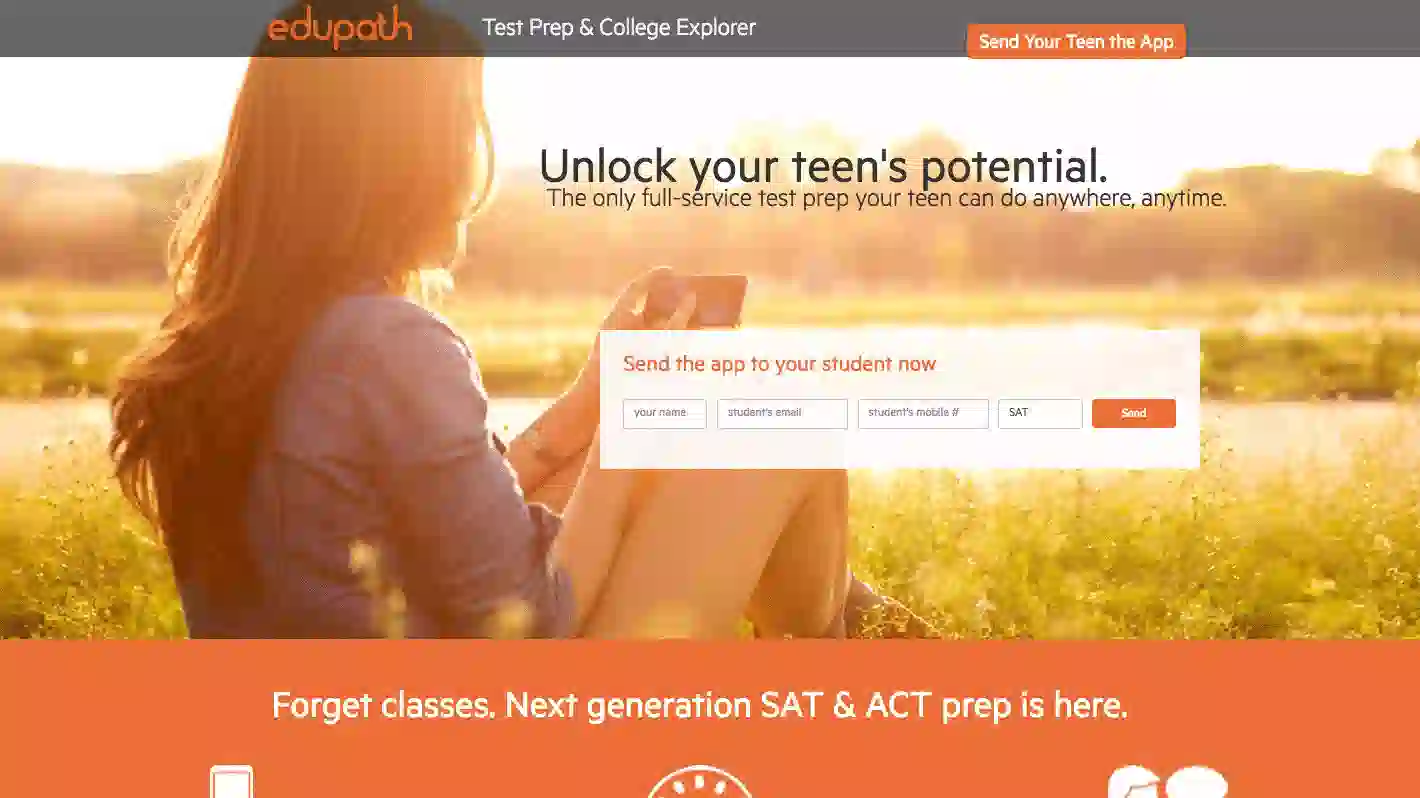 edupath
Test Prep & College Explorer
Send Your Teen the App
Unlock your teen's potential.
The only full-service test prep your teen can do anywhere, anytime.
Send the app to your student now
your name
student's email
student's mobile #
SAT
Send
Forget classes. Next generation SAT & ACT prep is here.